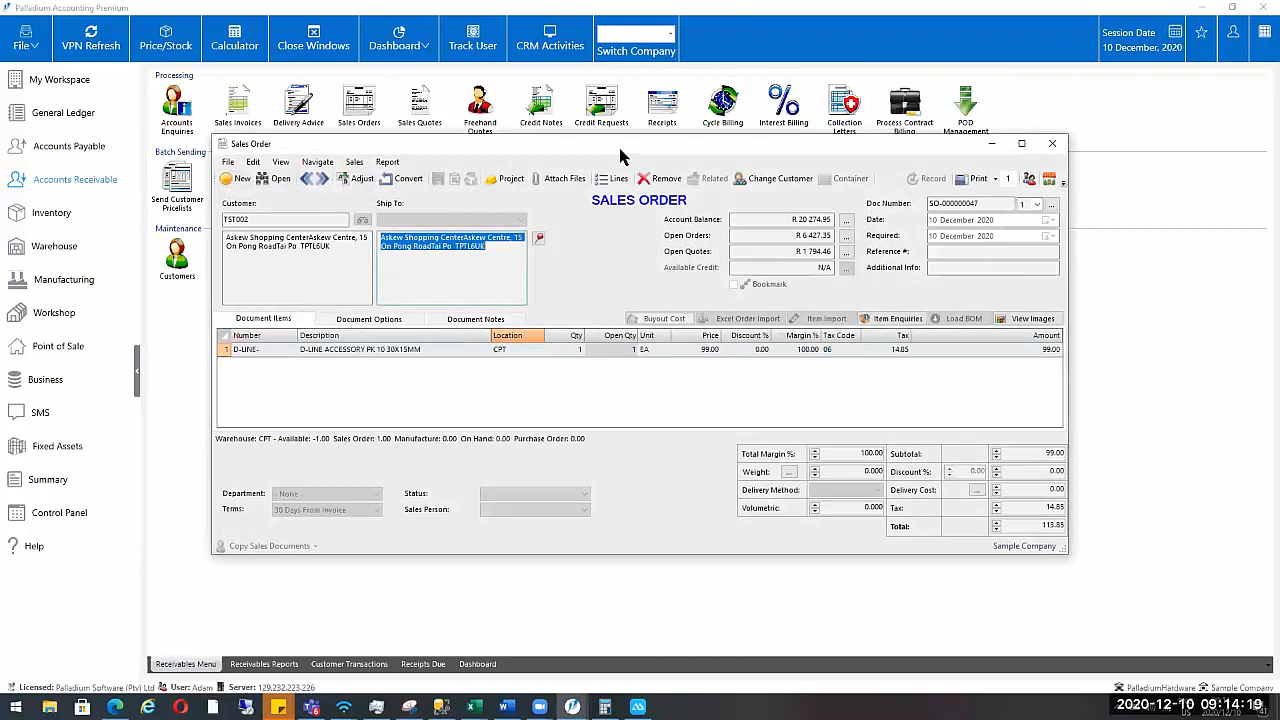 Palladium Accounting Premium
File
VPN Refresh
Price/Stock
Calculator
Close Windows
Dashboard
Track User
CRM Activities
Switch Company
Session Date
10 December, 2020
My Workspace
General Ledger
Accounts Payable
Accounts Receivable
Inventory
Warehouse
Manufacturing
Workshop
Point of Sale
Business
SMS
Fixed Assets
Summary
Control Panel
Help
Processing
Accounts Enquiries
Sales Invoices
Delivery Advice
Sales Orders
Sales Quotes
Freehand Quotes
Credit Notes
Credit Requests
Receipts
Cycle Billing
Interest Billing
Collection Letters
Process Contract Billing
POD Management
Batch Sending
Send Customer Pricelists
Maintenance
Customers
Sales Order
File Edit View Navigate Sales Report
New Open Adjust Convert Project Attach Files Lines Remove Related Change Customer Container Record Print 1
Customer: Ship To: SALES ORDER
TST002
Askew Shopping CenterAskew Centre, 15
On Pong RoadTai Po TPTL6UK
Askew Shopping CenterAskew Centre, 15
On Pong RoadTai Po TPTL6UK
Account Balance: R 20 274.95 ...
Open Orders: R 6 427.35 ...
Open Quotes: R 1 794.46 ...
Available Credit: N/A ...
Bookmark
Doc Number: SO-000000047 1 ...
Date: 10 December 2020
Required: 10 December 2020
Reference #:
Additional Info:
Document Items Document Options Document Notes Buyout Cost Excel Order Import Item Import Item Enquiries Load BOM View Images
Number Description Location Qty Open Qty Unit Price Discount % Margin % Tax Code Tax Amount
1 D-LINE- D-LINE ACCESSORY PK 10 30X15MM CPT 1 1 EA 99.00 0.00 100.00 06 14.85 99.00
Warehouse: CPT - Available: -1.00 Sales Order: 1.00 Manufacture: 0.00 On Hand: 0.00 Purchase Order: 0.00
Total Margin %: 100.00 Subtotal: 99.00
Weight: ... 0.000 Discount %: 0.00 0.00
Delivery Method: Delivery Cost: ... 0.00
Volumetric: 0.000 Tax: 14.85
Total: 113.85
Department: - None - Status:
Terms: 30 Days From Invoice Sales Person:
Copy Sales Documents Sample Company
Receivables Menu Receivables Reports Customer Transactions Receipts Due Dashboard
Licensed: Palladium Software (Pty) Ltd User: Adam Server: 129.232.223.226 PalladiumHardware Sample Company
2020-12-10 09:14:19